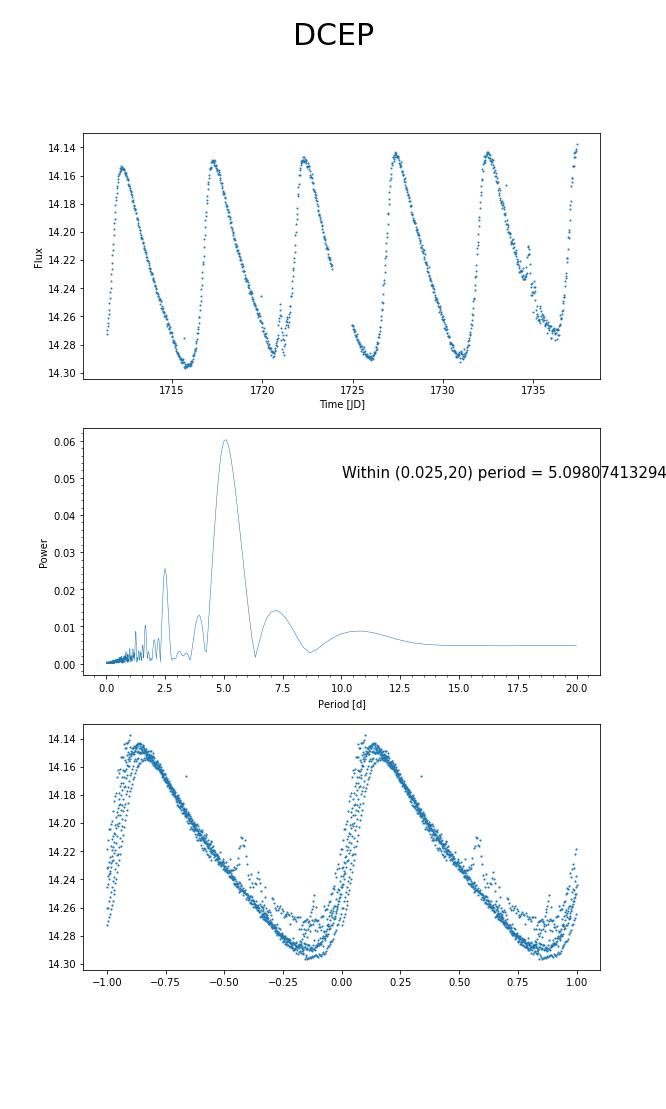 DCEP
14.14
14.16
14.18
14.20
14.22
14.24
14.26
14.28
14.30
Flux
1715 1720 1725 1730 1735
Time [JD]
0.06
0.05
0.04
0.03
0.02
0.01
0.00
Power
Within (0.025,20) period = 5.09807413294
0.0 2.5 5.0 7.5 10.0 12.5 15.0 17.5 20.0
Period [d]
14.14
14.16
14.18
14.20
14.22
14.24
14.26
14.28
14.30
−1.00 −0.75 −0.50 −0.25 0.00 0.25 0.50 0.75 1.00